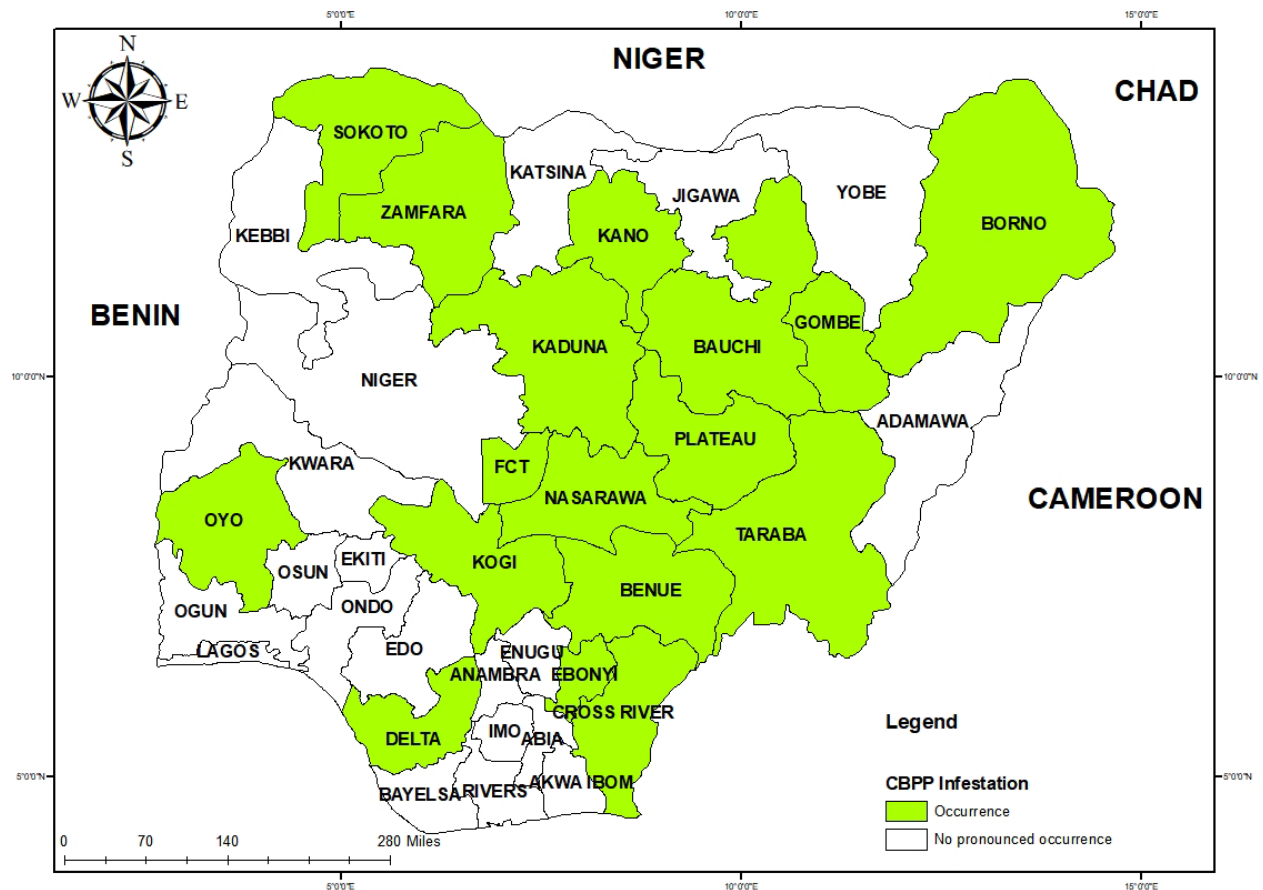 5°0'0"E 10°0'0"E 15°0'0"E
NIGER
CHAD
N
W E
S
SOKOTO
KATSINA
JIGAWA
YOBE
ZAMFARA
BORNO
KEBBI
KANO
BENIN
GOMBE
KADUNA
BAUCHI
NIGER
10°0'0"N 10°0'0"N
ADAMAWA
PLATEAU
KWARA
FCT
NASARAWA
CAMEROON
OYO
TARABA
EKITI
KOGI
OSUN
BENUE
OGUN
ONDO
EDO
LAGOS
ENUGU
ANAMBRA
EBONYI
CROSS RIVER
DELTA
IMO
ABIA
Legend
5°0'0"N 5°0'0"N
AKWA IBOM
BAYELSA
RIVERS
CBPP Infestation
Occurrence
No pronounced occurrence
0 70 140 280 Miles
5°0'0"E 10°0'0"E 15°0'0"E